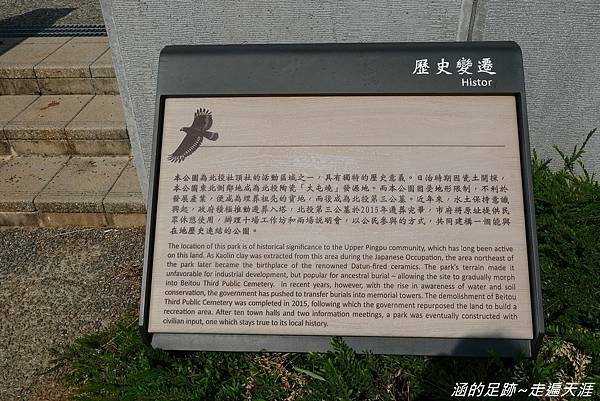 歷史變遷
Histor
本公園為北投社頂社的活動區域之一，具有獨特的歷史意義。日治時期因瓷土開採，
本公園東北側鄰地成為北投陶瓷「大屯燒」發源地。而本公園因受地形限制，不利於
發展產業，便成為埋葬祖先的寶地，而後成為北投第三公墓。近年來，水土保持意識
興起，政府積極推動遷葬入塔，北投第三公墓於2015年遷葬完畢，市府將原址提供民
眾休憩使用，辦理十場工作坊和兩場說明會，以公民參與的方式，共同建構一個能與
在地歷史連結的公園。
The location of this park is of historical significance to the Upper Pingpu community, which has long been active
on this land. As Kaolin clay was extracted from this area during the Japanese Occupation, the area northeast of
the park later became the birthplace of the renowned Datun-fired ceramics. The park's terrain made it
unfavorable for industrial development, but popular for ancestral burial – allowing the site to gradually morph
into Beitou Third Public Cemetery. In recent years, however, with the rise in awareness of water and soil
conservation, the government has pushed to transfer burials into memorial towers. The demolishment of Beitou
Third Public Cemetery was completed in 2015, following which the government repurposed the land to build a
recreation area. After ten town halls and two information meetings, a park was eventually constructed with
civilian input, one which stays true to its local history.
涵的足跡~走遍天涯